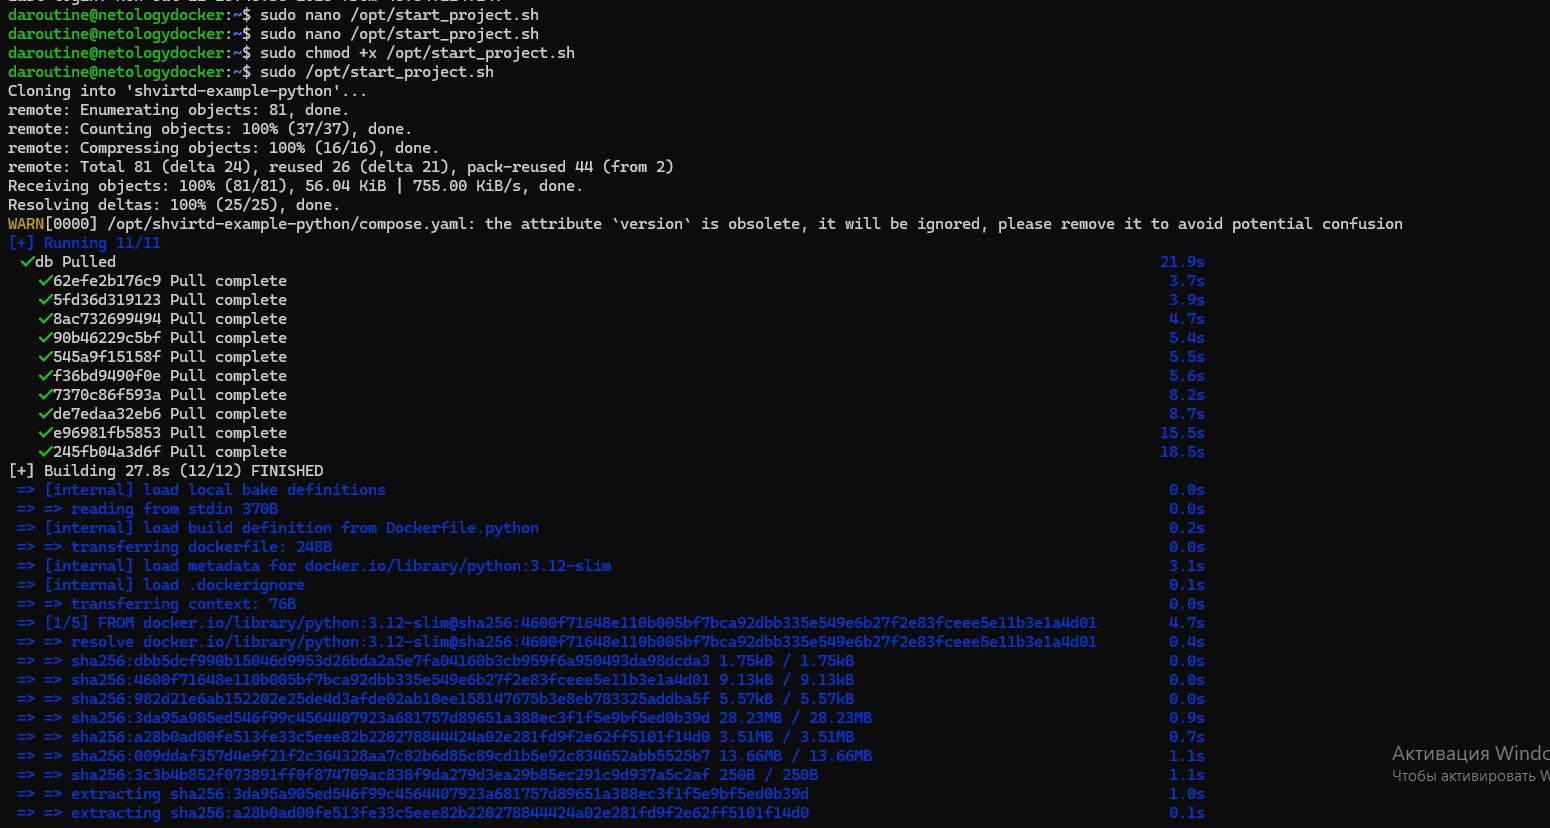 daroutine@netologydocker:~$ sudo nano /opt/start_project.sh
daroutine@netologydocker:~$ sudo nano /opt/start_project.sh
daroutine@netologydocker:~$ sudo chmod +x /opt/start_project.sh
daroutine@netologydocker:~$ sudo /opt/start_project.sh
Cloning into 'shvirtd-example-python'...
remote: Enumerating objects: 81, done.
remote: Counting objects: 100% (37/37), done.
remote: Compressing objects: 100% (16/16), done.
remote: Total 81 (delta 24), reused 26 (delta 21), pack-reused 44 (from 2)
Receiving objects: 100% (81/81), 56.04 KiB | 755.00 KiB/s, done.
Resolving deltas: 100% (25/25), done.
WARN[0000] /opt/shvirtd-example-python/compose.yaml: the attribute `version` is obsolete, it will be ignored, please remove it to avoid potential confusion
[+] Running 11/11
✓db Pulled 21.9s
✓62efe2b176c9 Pull complete 3.7s
✓5fd36d319123 Pull complete 3.9s
✓8ac732699494 Pull complete 4.7s
✓90b46229c5bf Pull complete 5.4s
✓545a9f15158f Pull complete 5.5s
✓f36bd9490f0e Pull complete 5.6s
✓7370c86f593a Pull complete 8.2s
✓de7edaa32eb6 Pull complete 8.7s
✓e96981fb5853 Pull complete 15.5s
✓245fb04a3d6f Pull complete 18.5s
[+] Building 27.8s (12/12) FINISHED
=> [internal] load local bake definitions 0.0s
=> => reading from stdin 370B 0.0s
=> [internal] load build definition from Dockerfile.python 0.2s
=> => transferring dockerfile: 248B 0.0s
=> [internal] load metadata for docker.io/library/python:3.12-slim 3.1s
=> [internal] load .dockerignore 0.1s
=> => transferring context: 76B 0.0s
=> [1/5] FROM docker.io/library/python:3.12-slim@sha256:4600f71648e110b005bf7bca92dbb335e549e6b27f2e83fceee5e11b3e1a4d01 4.7s
=> => resolve docker.io/library/python:3.12-slim@sha256:4600f71648e110b005bf7bca92dbb335e549e6b27f2e83fceee5e11b3e1a4d01 0.4s
=> => sha256:dbb5dcf990b15046d9953d26bda2a5e7fa04160b3cb959f6a950493da98dcda3 1.75kB / 1.75kB 0.0s
=> => sha256:4600f71648e110b005bf7bca92dbb335e549e6b27f2e83fceee5e11b3e1a4d01 9.13kB / 9.13kB 0.0s
=> => sha256:982d21e6ab152202e25de4d3afde02ab10ee158147675b3e8eb783325addba5f 5.57kB / 5.57kB 0.0s
=> => sha256:3da95a905ed546f99c4564407923a681757d89651a388ec3f1f5e9bf5ed0b39d 28.23MB / 28.23MB 0.9s
=> => sha256:a28b0ad00fe513fe33c5eee82b220278844424a02e281fd9f2e62ff5101f14d0 3.51MB / 3.51MB 0.7s
=> => sha256:009ddaf357d4e9f21f2c364328aa7c82b6d85c89cd1b5e92c834652abb5525b7 13.66MB / 13.66MB 1.1s
=> => sha256:3c3b4b852f073891ff0f874709ac838f9da279d3ea29b85ec291c9d937a5c2af 250B / 250B 1.1s
=> => extracting sha256:3da95a905ed546f99c4564407923a681757d89651a388ec3f1f5e9bf5ed0b39d 1.0s
=> => extracting sha256:a28b0ad00fe513fe33c5eee82b220278844424a02e281fd9f2e62ff5101f14d0 0.1s
Активация Windo
Чтобы активировать W